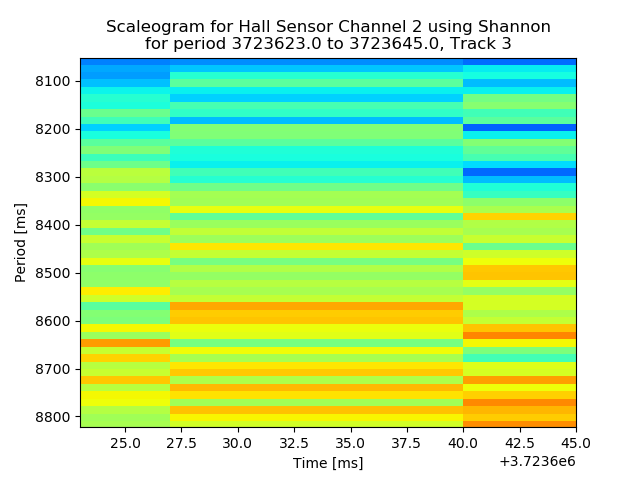 Scaleogram for Hall Sensor Channel 2 using Shannon
for period 3723623.0 to 3723645.0, Track 3
Period [ms]
8100
8200
8300
8400
8500
8600
8700
8800
25.0 27.5 30.0 32.5 35.0 37.5 40.0 42.5 45.0
Time [ms]
+3.7236e6